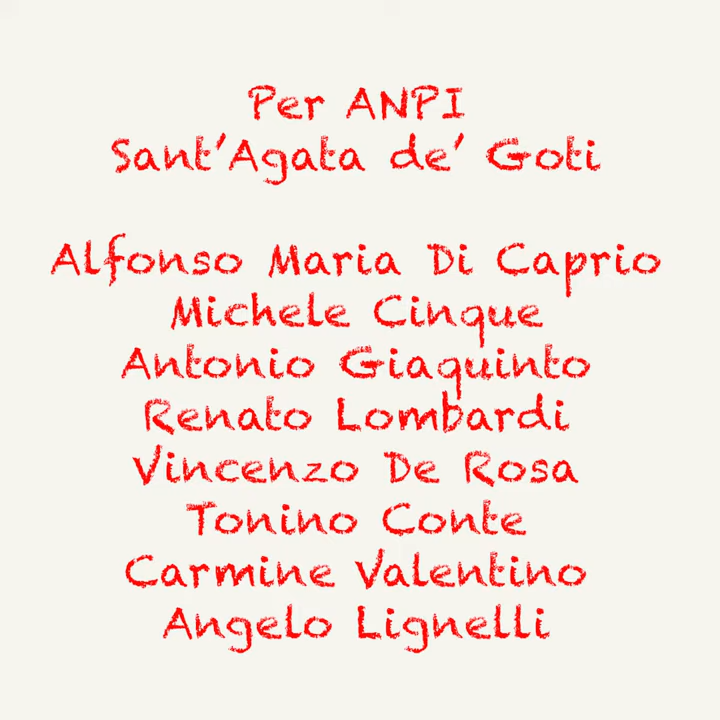 Per ANPI
Sant’Agata de’ Goti
Alfonso Maria Di Caprio
Michele Cinque
Antonio Giaquinto
Renato Lombardi
Vincenzo De Rosa
Tonino Conte
Carmine Valentino
Angelo Lignelli